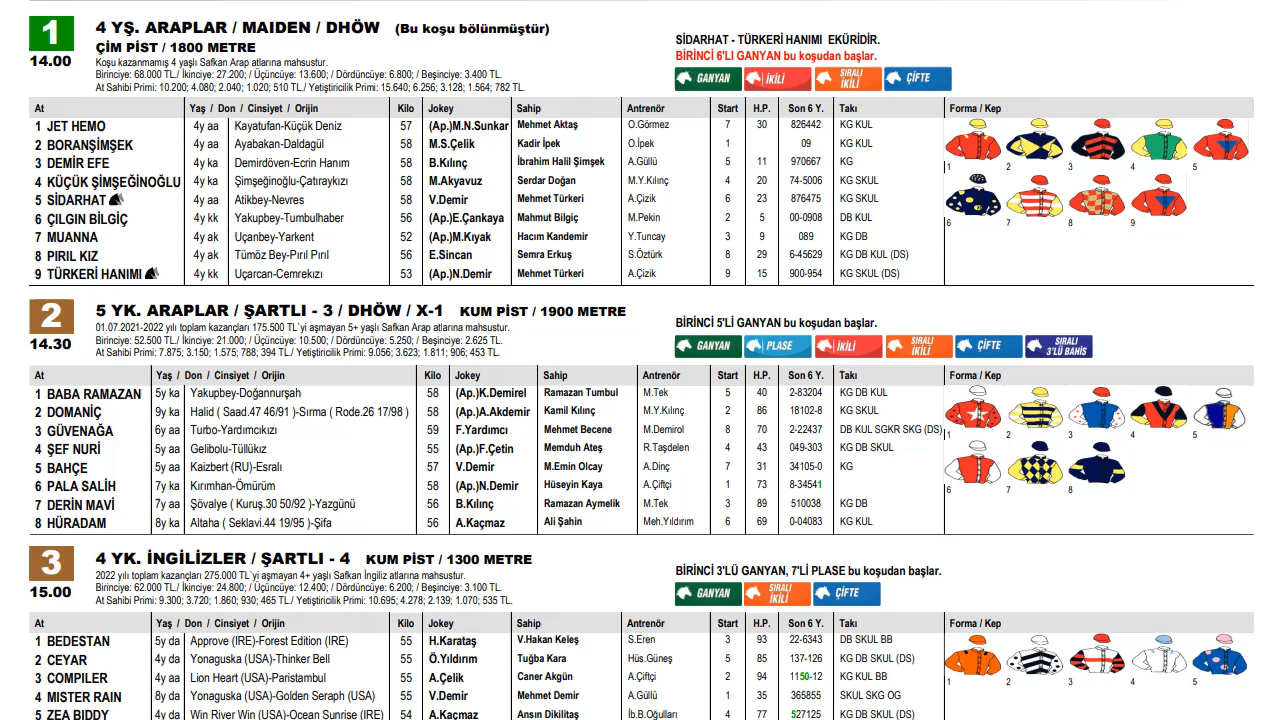 1
14.00
4 YŞ. ARAPLAR / MAIDEN / DHÖW (Bu koşu bölünmüştür)
ÇİM PİST / 1800 METRE
Koşu kazanmamış 4 yaşlı Safkan Arap atlarına mahsustur.
Birinciye: 68.000 TL./ İkinciye: 27.200; / Üçüncüye: 13.600; / Dördüncüye: 6.800; / Beşinciye: 3.400 TL.
At Sahibi Primi: 10.200; 4.080; 2.040; 1.020; 510 TL./ Yetiştiricilik Primi: 15.640; 6.256; 3.128; 1.564; 782 TL.
SİDARHAT - TÜRKERİ HANIMI EKÜRİDİR.
BİRİNCİ 6'LI GANYAN bu koşudan başlar.
GANYAN İKİLİ SIRALI İKİLİ ÇİFTE
At Yaş / Don / Cinsiyet / Orijin Kilo Jokey Sahip Antrenör Start H.P. Son 6 Y. Takı Forma / Kep
1 JET HEMO 4y aa Kayatufan-Küçük Deniz 57 (Ap.)M.N.Sunkar Mehmet Aktaş O.Görmez 7 30 826442 KG KUL
2 BORANŞİMŞEK 4y aa Ayabakan-Daldagül 58 M.S.Çelik Kadir İpek O.İpek 1 09 KG KUL
3 DEMİR EFE 4y ka Demirdöven-Ecrin Hanım 58 B.Kılınç İbrahim Halil Şimşek A.Güllü 5 11 970667 KG
4 KÜÇÜK ŞİMŞEĞİNOĞLU 4y ka Şimşeğinoğlu-Çatıraykızı 58 M.Akyavuz Serdar Doğan M.Y.Kılınç 4 20 74-5006 KG SKUL
5 SİDARHAT 4y aa Atikbey-Nevres 58 V.Demir Mehmet Türkeri A.Çizik 6 23 876475 KG SKUL
6 ÇILGIN BİLGİÇ 4y kk Yakupbey-Tumbulhaber 56 (Ap.)E.Çankaya Mahmut Bilgiç M.Pekin 2 5 00-0908 DB KUL
7 MUANNA 4y ak Uçanbey-Yarkent 52 (Ap.)M.Kıyak Hacım Kandemir Y.Tuncay 3 9 089 KG DB
8 PIRIL KIZ 4y ak Tümöz Bey-Pırıl Pırıl 56 E.Sincan Semra Erkuş S.Öztürk 8 29 6-45629 KG DB KUL (DS)
9 TÜRKERİ HANIMI 4y kk Uçarcan-Cemrekızı 53 (Ap.)N.Demir Mehmet Türkeri A.Çizik 9 15 900-954 KG SKUL (DS)
1 2 3 4 5
6 7 8 9
2
14.30
5 YK. ARAPLAR / ŞARTLI - 3 / DHÖW / X-1 KUM PİST / 1900 METRE
01.07.2021-2022 yılı toplam kazançları 175.500 TL`yi aşmayan 5+ yaşlı Safkan Arap atlarına mahsustur.
Birinciye: 52.500 TL./ İkinciye: 21.000; / Üçüncüye: 10.500; / Dördüncüye: 5.250; / Beşinciye: 2.625 TL.
At Sahibi Primi: 7.875; 3.150; 1.575; 788; 394 TL./ Yetiştiricilik Primi: 9.056; 3.623; 1.811; 906; 453 TL.
BİRİNCİ 5'Lİ GANYAN bu koşudan başlar.
GANYAN PLASE İKİLİ SIRALI İKİLİ ÇİFTE SIRALI 3'LÜ BAHİS
At Yaş / Don / Cinsiyet / Orijin Kilo Jokey Sahip Antrenör Start H.P. Son 6 Y. Takı Forma / Kep
1 BABA RAMAZAN 5y ka Yakupbey-Doğannurşah 58 (Ap.)K.Demirel Ramazan Tumbul M.Tek 5 40 2-83204 KG DB KUL
2 DOMANİÇ 9y ka Halid ( Saad.47 46/91 )-Sırma ( Rode.26 17/98 ) 58 (Ap.)A.Akdemir Kamil Kılınç M.Y.Kılınç 2 86 18102-8 KG SKUL
3 GÜVENAĞA 6y aa Turbo-Yardımcıkızı 59 F.Yardımcı Mehmet Becene M.Demirol 8 70 2-22437 DB KUL SGKR SKG (DS)
4 ŞEF NURİ 5y aa Gelibolu-Tüllükız 55 (Ap.)F.Çetin Memduh Ateş R.Taşdelen 4 43 049-303 KG DB SKUL
5 BAHÇE 5y aa Kaizbert (RU)-Esralı 57 V.Demir M.Emin Olcay A.Dinç 7 31 34105-0 KG
6 PALA SALİH 7y ka Kırımhan-Ömürüm 58 (Ap.)N.Demir Hüseyin Kaya A.Çiftçi 1 73 8-34541
7 DERİN MAVİ 7y aa Şövalye ( Kuruş.30 50/92 )-Yazgünü 56 B.Kılınç Ramazan Aymelik M.Tek 3 89 510038 KG DB
8 HÜRADAM 8y ka Altaha ( Seklavi.44 19/95 )-Şifa 56 A.Kaçmaz Ali Şahin Meh.Yıldırım 6 69 0-04083 KG KUL
1 2 3 4 5
6 7 8
3
15.00
4 YK. İNGİLİZLER / ŞARTLI - 4 KUM PİST / 1300 METRE
2022 yılı toplam kazançları 275.000 TL`yi aşmayan 4+ yaşlı Safkan İngiliz atlarına mahsustur.
Birinciye: 62.000 TL./ İkinciye: 24.800; / Üçüncüye: 12.400; / Dördüncüye: 6.200; / Beşinciye: 3.100 TL.
At Sahibi Primi: 9.300; 3.720; 1.860; 930; 465 TL./ Yetiştiricilik Primi: 10.695; 4.278; 2.139; 1.070; 535 TL.
BİRİNCİ 3'LÜ GANYAN, 7'Lİ PLASE bu koşudan başlar.
GANYAN SIRALI İKİLİ ÇİFTE
At Yaş / Don / Cinsiyet / Orijin Kilo Jokey Sahip Antrenör Start H.P. Son 6 Y. Takı Forma / Kep
1 BEDESTAN 5y da Approve (IRE)-Forest Edition (IRE) 55 H.Karataş V.Hakan Keleş S.Eren 3 93 22-6343 DB SKUL BB
2 CEYAR 4y da Yonaguska (USA)-Thinker Bell 55 Ö.Yıldırım Tuğba Kara Hüs.Güneş 5 85 137-126 KG DB SKUL (DS)
3 COMPILER 4y da Lion Heart (USA)-Paristambul 55 A.Çelik Caner Akgün A.Çiftçi 2 94 1150-12 KG KUL BB
4 MISTER RAIN 8y da Yonaguska (USA)-Golden Seraph (USA) 55 V.Demir Mehmet Demir A.Güllü 1 35 365855 SKUL SKG OG
5 ZEA BIDDY 4y da Win River Win (USA)-Ocean Sunrise (IRE) 54 A.Kaçmaz Ansın Dikilitaş İb.B.Oğulları 4 77 527125 KG DB SKUL (DS)
1 2 3 4 5